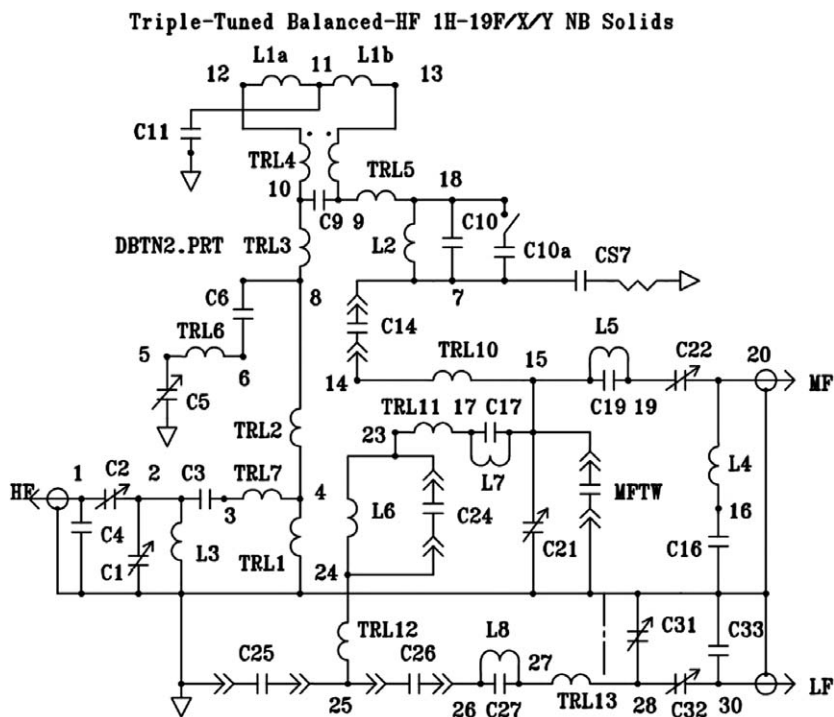 Triple-Tuned Balanced-HF 1H-19F/X/Y NB Solids
12 L1a 11 L1b 13
C11
TRL4 TRL5
10 18
C9 9 C10
DBTN2.PRT TRL3 L2 C10a CS7
C6 8 7
C14 L5
TRL6 TRL10 15 C22 20
5
6 14 MF
C5 C19 19
TRL11 17 C17
TRL2 23
L7 L4
1 C2 2 C3 TRL7 4 MFTW
HF L6 C24 16
3
C4 C21 C16
C1 L3 TRL1 24
TRL12 L8 C31 C33
C25 C26 27
LF
25 26 C27 TRL13 28 C32 30